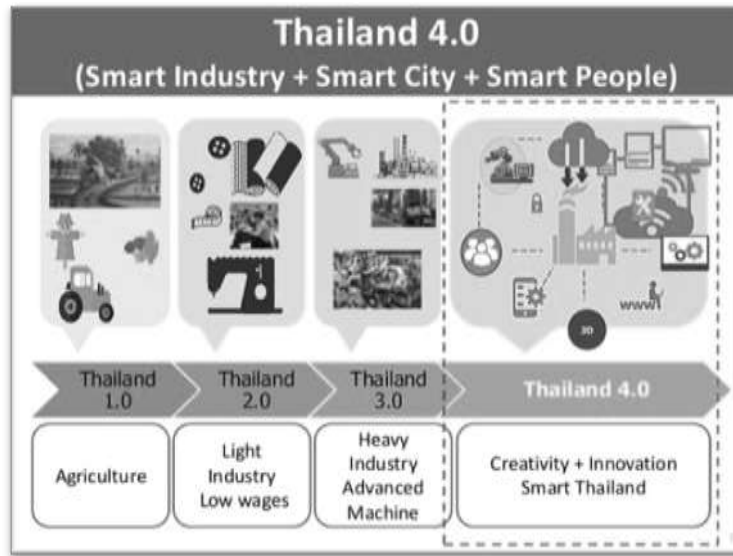 Thailand 4.0
(Smart Industry + Smart City + Smart People)
www
3D
Thailand
1.0
Thailand
2.0
Thailand
3.0
Thailand 4.0
Agriculture
Light
Industry
Low wages
Heavy
Industry
Advanced
Machine
Creativity + Innovation
Smart Thailand